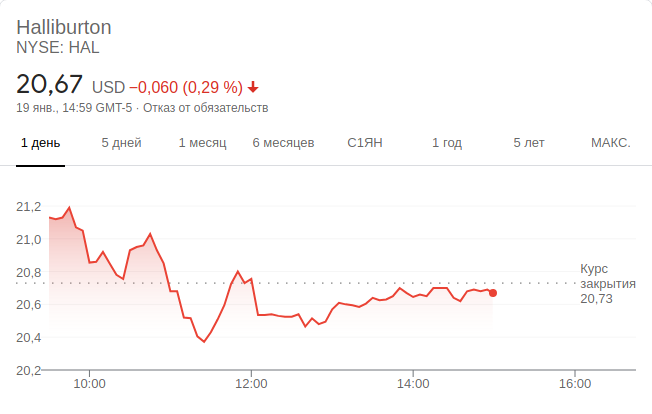 Halliburton
NYSE: HAL
20,67 USD −0,060 (0,29 %)
19 янв., 14:59 GMT-5 · Отказ от обязательств
1 день 5 дней 1 месяц 6 месяцев С1ЯН 1 год 5 лет МАКС.
21,2
21,0
20,8
20,6
20,4
20,2
Курс
закрытия
20,73
10:00 12:00 14:00 16:00